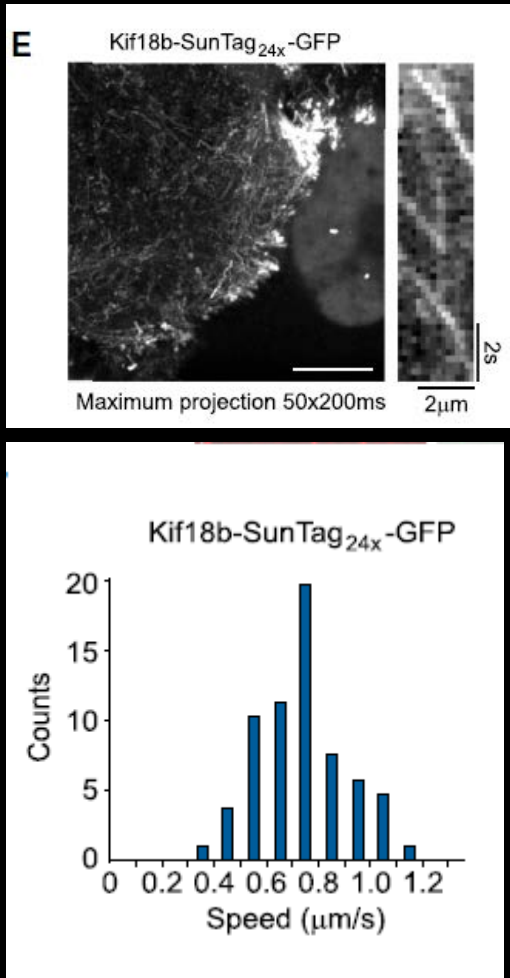 E
Kif18b-SunTag24x-GFP
Maximum projection 50x200ms
2s
2μm
Kif18b-SunTag24x-GFP
Counts
20
15
10
5
0
0 0.2 0.4 0.6 0.8 1.0 1.2
Speed (μm/s)